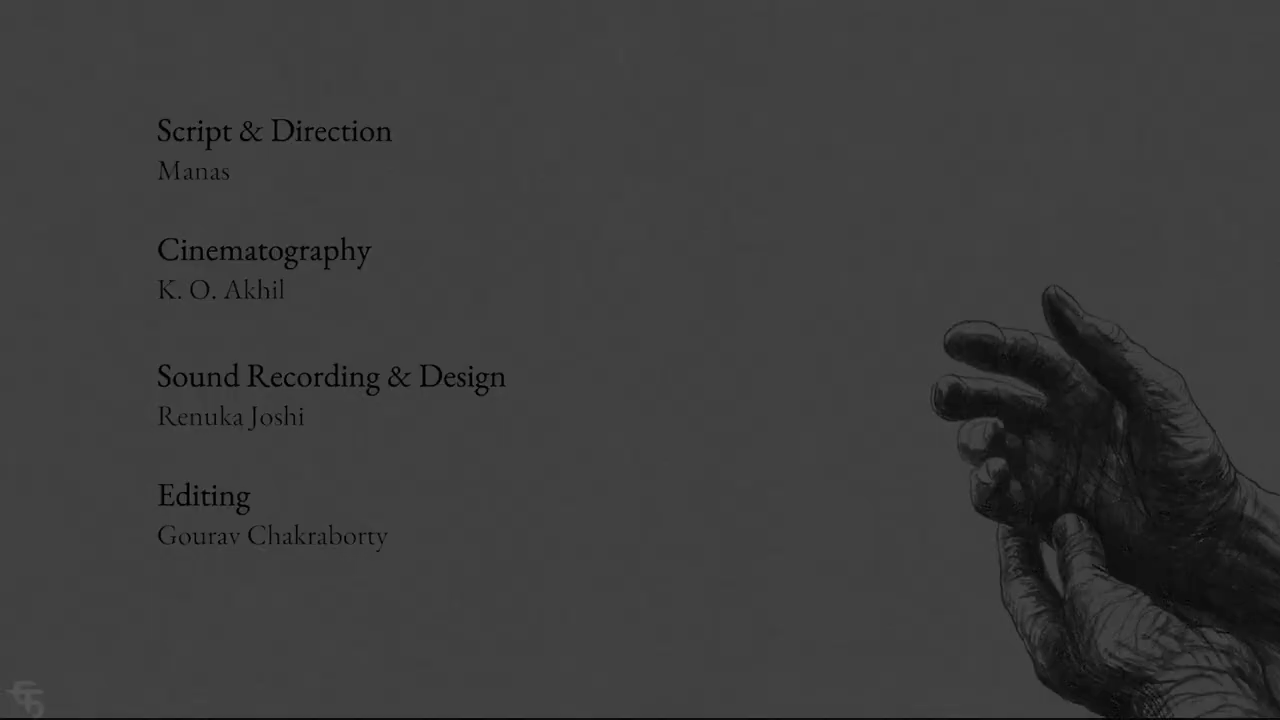 Script & Direction
Manas
Cinematography
K. O. Akhil
Sound Recording & Design
Renuka Joshi
Editing
Gourav Chakraborty